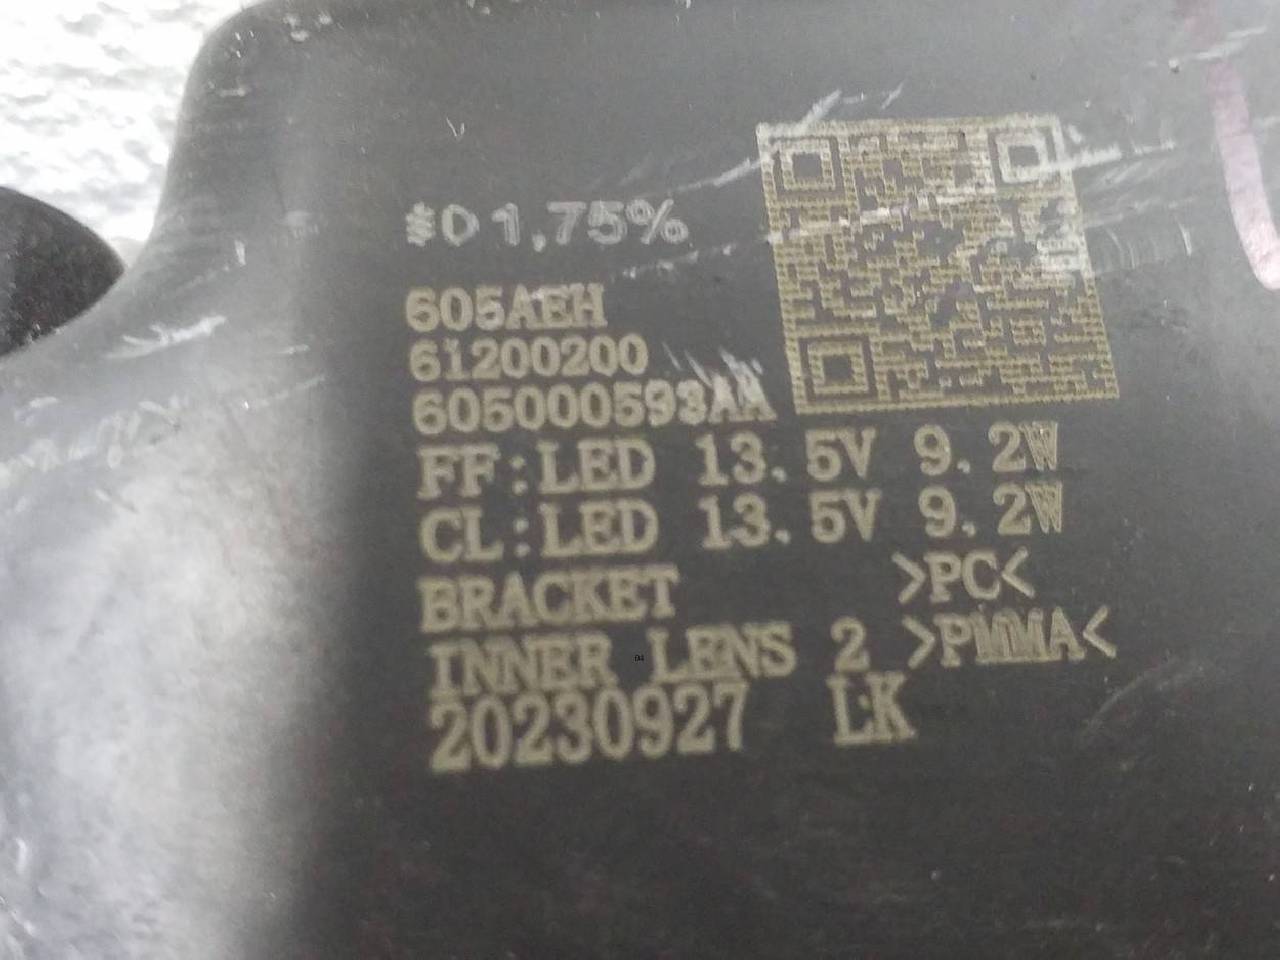 *D 1,75%
605AEH
61200200
605000593AA
FF:LED 13.5V 9.2W
CL:LED 13.5V 9.2W
BRACKET >PC<
INNER LENS 2 >PMMA<
20230927 LK